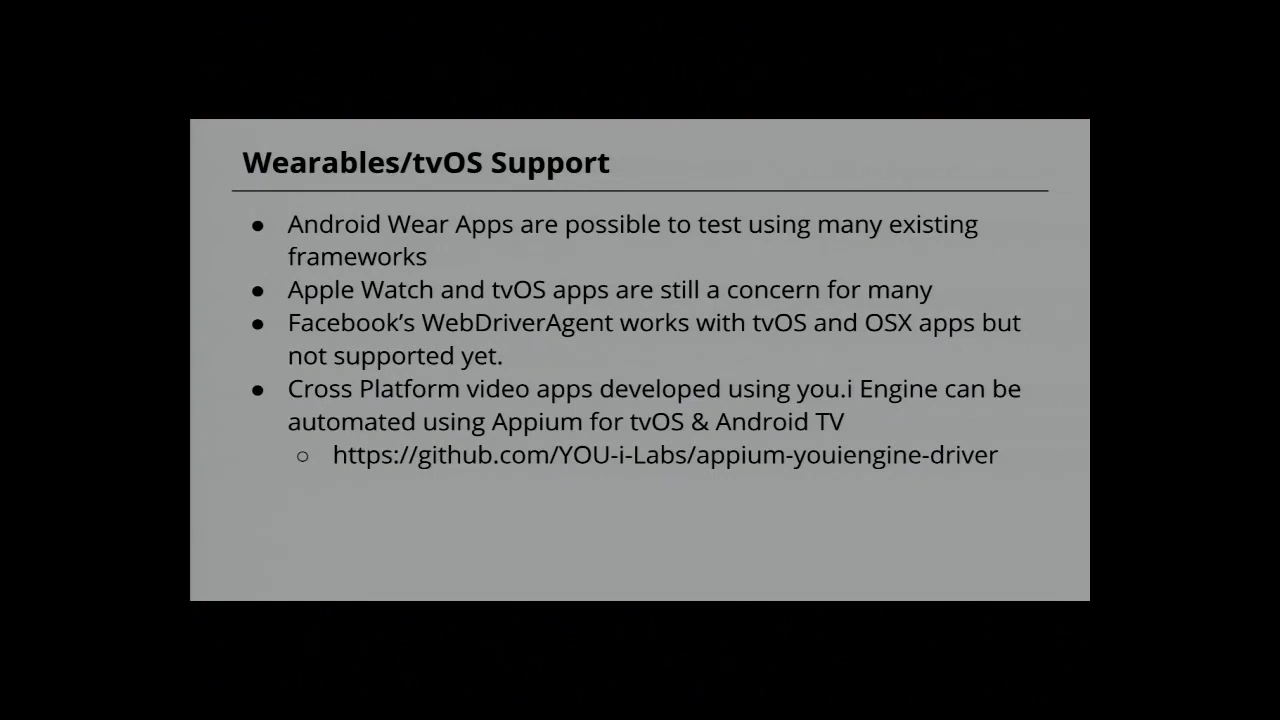 Wearables/tvOS Support
● Android Wear Apps are possible to test using many existing
frameworks
● Apple Watch and tvOS apps are still a concern for many
● Facebook’s WebDriverAgent works with tvOS and OSX apps but
not supported yet.
● Cross Platform video apps developed using you.i Engine can be
automated using Appium for tvOS & Android TV
○ https://github.com/YOU-i-Labs/appium-youiengine-driver